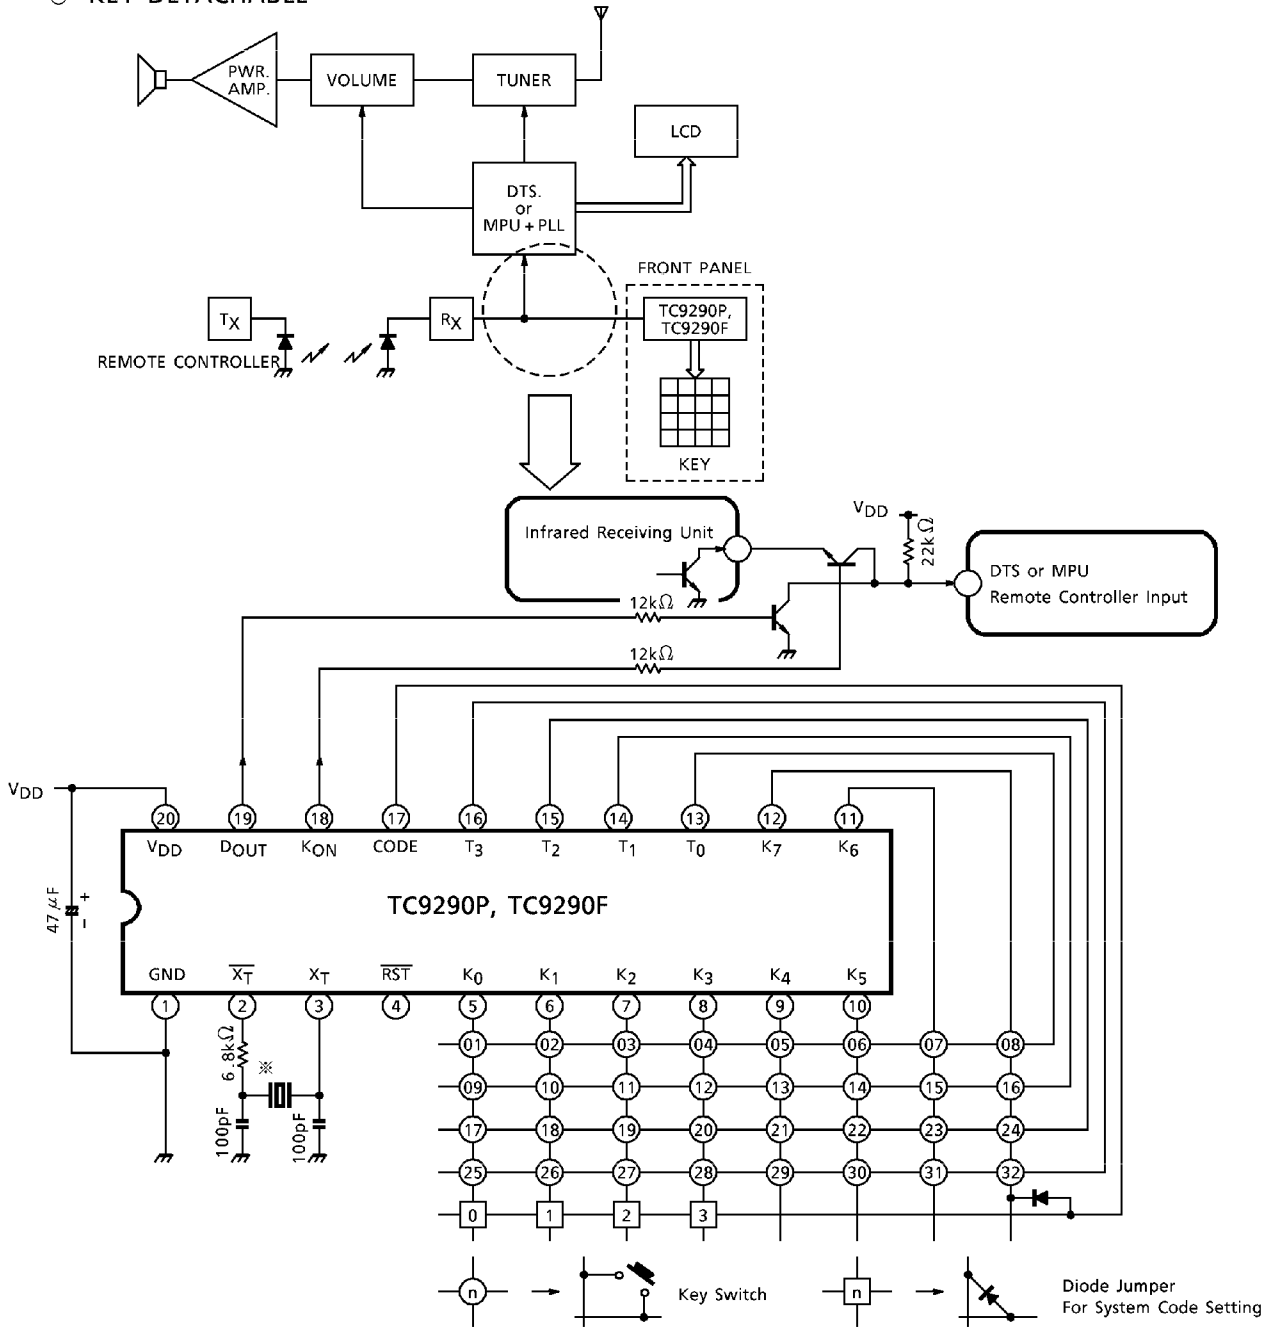 KEY DETACHABLE
PWR.
AMP.
VOLUME
TUNER
LCD
DTS.
or
MPU + PLL
FRONT PANEL
TX
RX
TC9290P,
TC9290F
REMOTE CONTROLLER
KEY
Infrared Receiving Unit
VDD
22kΩ
DTS or MPU
Remote Controller Input
12kΩ
12kΩ
VDD
20 19 18 17 16 15 14 13 12 11
VDD DOUT KON CODE T3 T2 T1 T0 K7 K6
47μF
+
−
TC9290P, TC9290F
GND XT XT RST K0 K1 K2 K3 K4 K5
1 2 3 4 5 6 7 8 9 10
6.8kΩ
※
100pF
100pF
01 02 03 04 05 06 07 08
09 10 11 12 13 14 15 16
17 18 19 20 21 22 23 24
25 26 27 28 29 30 31 32
0 1 2 3
n
Key Switch
n
Diode Jumper
For System Code Setting